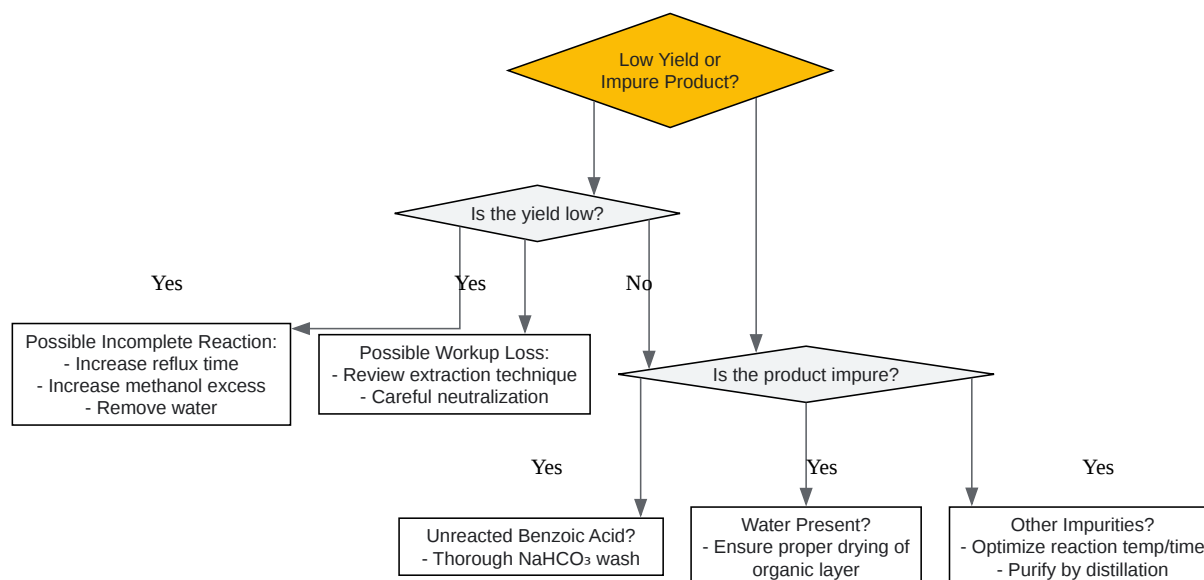 Low Yield or
Impure Product?
Is the yield low?
Yes
Yes
No
Possible Incomplete Reaction:
- Increase reflux time
- Increase methanol excess
- Remove water
Possible Workup Loss:
- Review extraction technique
- Careful neutralization
Is the product impure?
Yes
Yes
Yes
Unreacted Benzoic Acid?
- Thorough NaHCO₃ wash
Water Present?
- Ensure proper drying of
organic layer
Other Impurities?
- Optimize reaction temp/time
- Purify by distillation